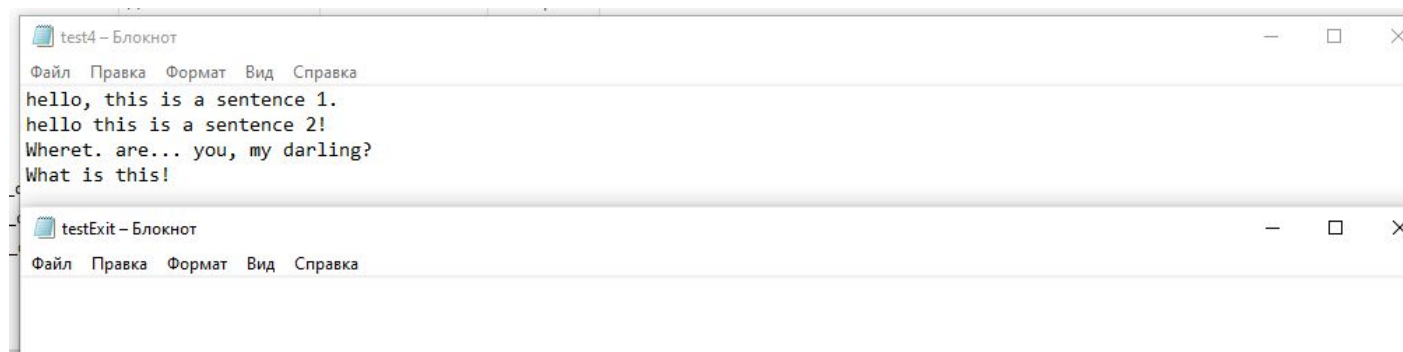 test4 – Блокнот
Файл Правка Формат Вид Справка
hello, this is a sentence 1.
hello this is a sentence 2!
Wheret. are... you, my darling?
What is this!
testExit – Блокнот
Файл Правка Формат Вид Справка